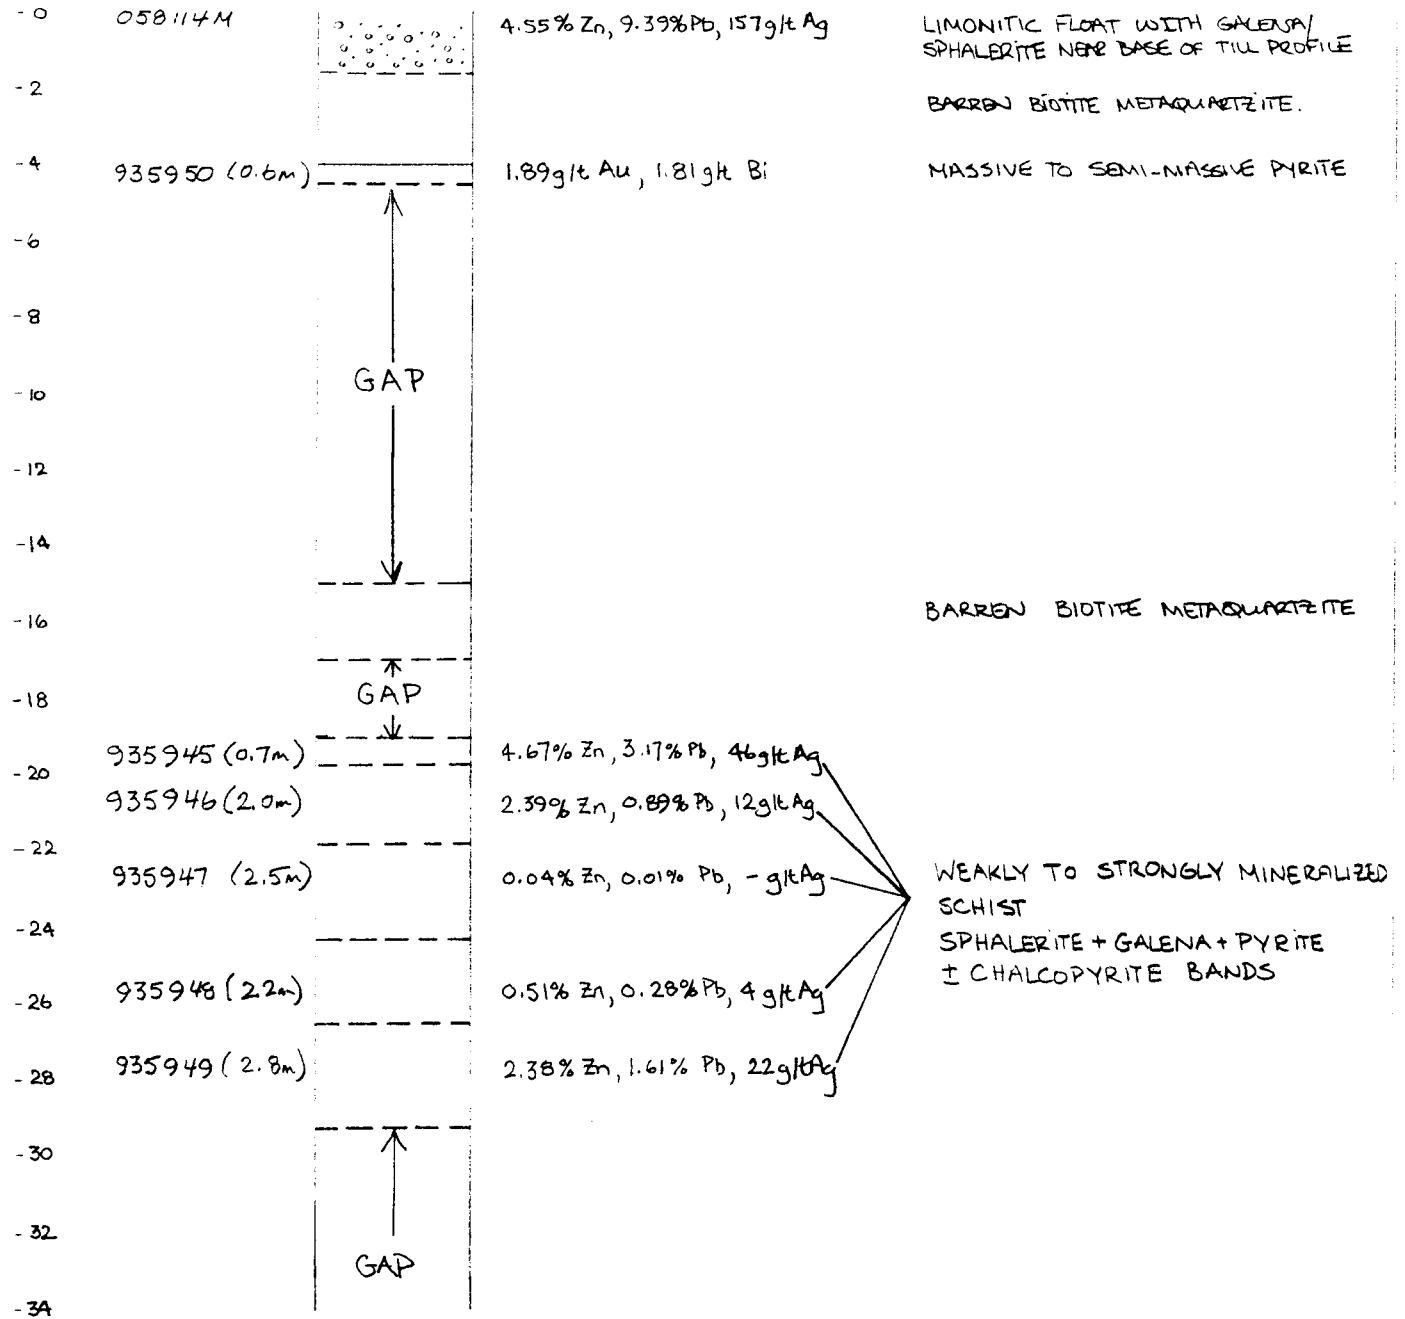 - 0
058114M
4.55% Zn, 9.39% Pb, 157g/t Ag
LIMONITIC FLOAT WITH GALENA/
SPHALERITE NEAR BASE OF TILL PROFILE
- 2
BARREN BIOTITE METAQUARTZITE.
- 4
935950 (0.6m)
1.89g/t Au, 1.81g/t Bi
MASSIVE TO SEMI-MASSIVE PYRITE
- 6
- 8
GAP
- 10
- 12
- 14
- 16
BARREN BIOTITE METAQUARTZITE
- 18
GAP
935945 (0.7m)
4.67% Zn, 3.17% Pb, 46g/t Ag
- 20
935946 (2.0m)
2.39% Zn, 0.89% Pb, 12g/t Ag
- 22
935947 (2.5m)
0.04% Zn, 0.01% Pb, - g/t Ag
WEAKLY TO STRONGLY MINERALIZED
SCHIST
- 24
SPHALERITE + GALENA + PYRITE
± CHALCOPYRITE BANDS
- 26
935948 (2.2m)
0.51% Zn, 0.28% Pb, 4 g/t Ag
- 28
935949 (2.8m)
2.38% Zn, 1.61% Pb, 22g/t Ag
- 30
- 32
GAP
- 34